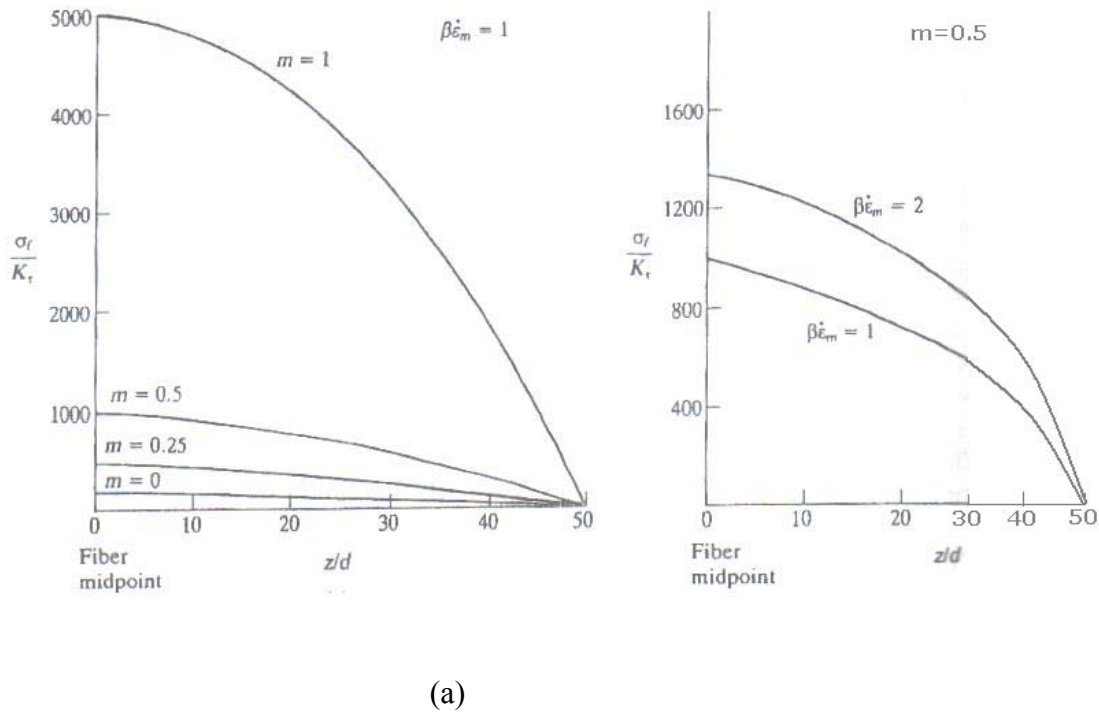 5000
4000
3000
σf/Kτ
2000
1000
βε̇m = 1
m = 1
m = 0.5
m = 0.25
m = 0
0 10 20 30 40 50
Fiber
midpoint
z/d
m=0.5
1600
1200
σf/Kτ
800
400
βε̇m = 2
βε̇m = 1
0 10 20 30 40 50
Fiber
midpoint
z/d
(a)